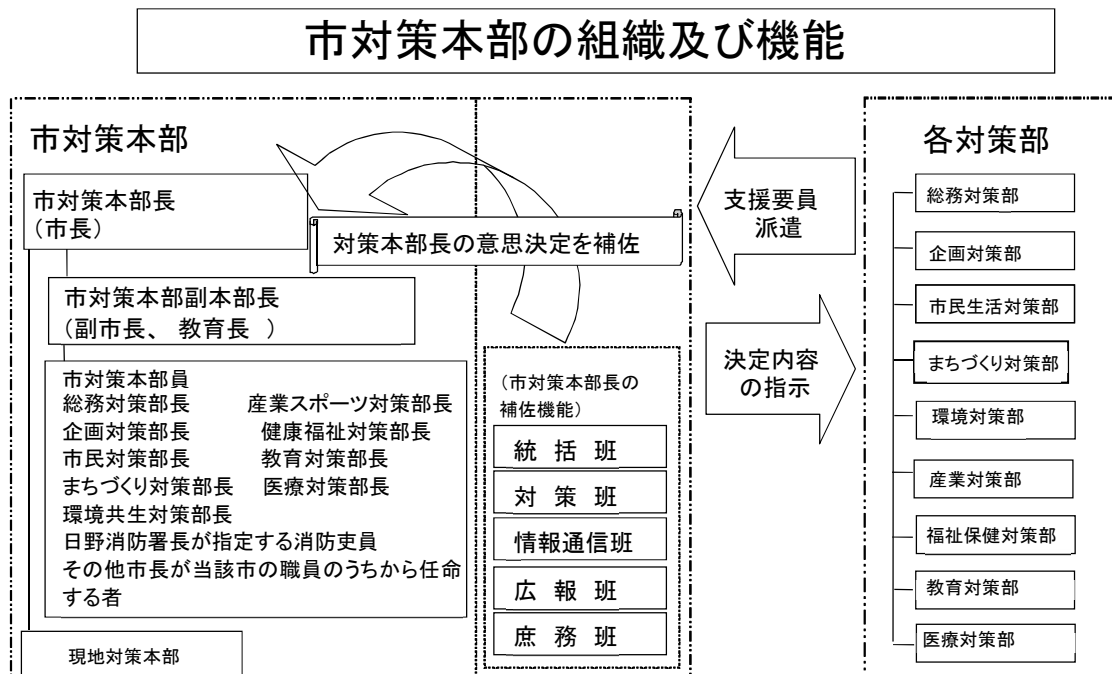 市対策本部の組織及び機能
市対策本部
市対策本部長
(市長)
対策本部長の意思決定を補佐
市対策本部副本部長
(副市長、 教育長 )
市対策本部員
総務対策部長 産業スポーツ対策部長
企画対策部長 健康福祉対策部長
市民対策部長 教育対策部長
まちづくり対策部長 医療対策部長
環境共生対策部長
日野消防署長が指定する消防吏員
その他市長が当該市の職員のうちから任命
する者
現地対策本部
(市対策本部長の
補佐機能)
統 括 班
対 策 班
情報通信班
広 報 班
庶 務 班
支援要員
派遣
決定内容
の指示
各対策部
総務対策部
企画対策部
市民生活対策部
まちづくり対策部
環境対策部
産業対策部
福祉保健対策部
教育対策部
医療対策部